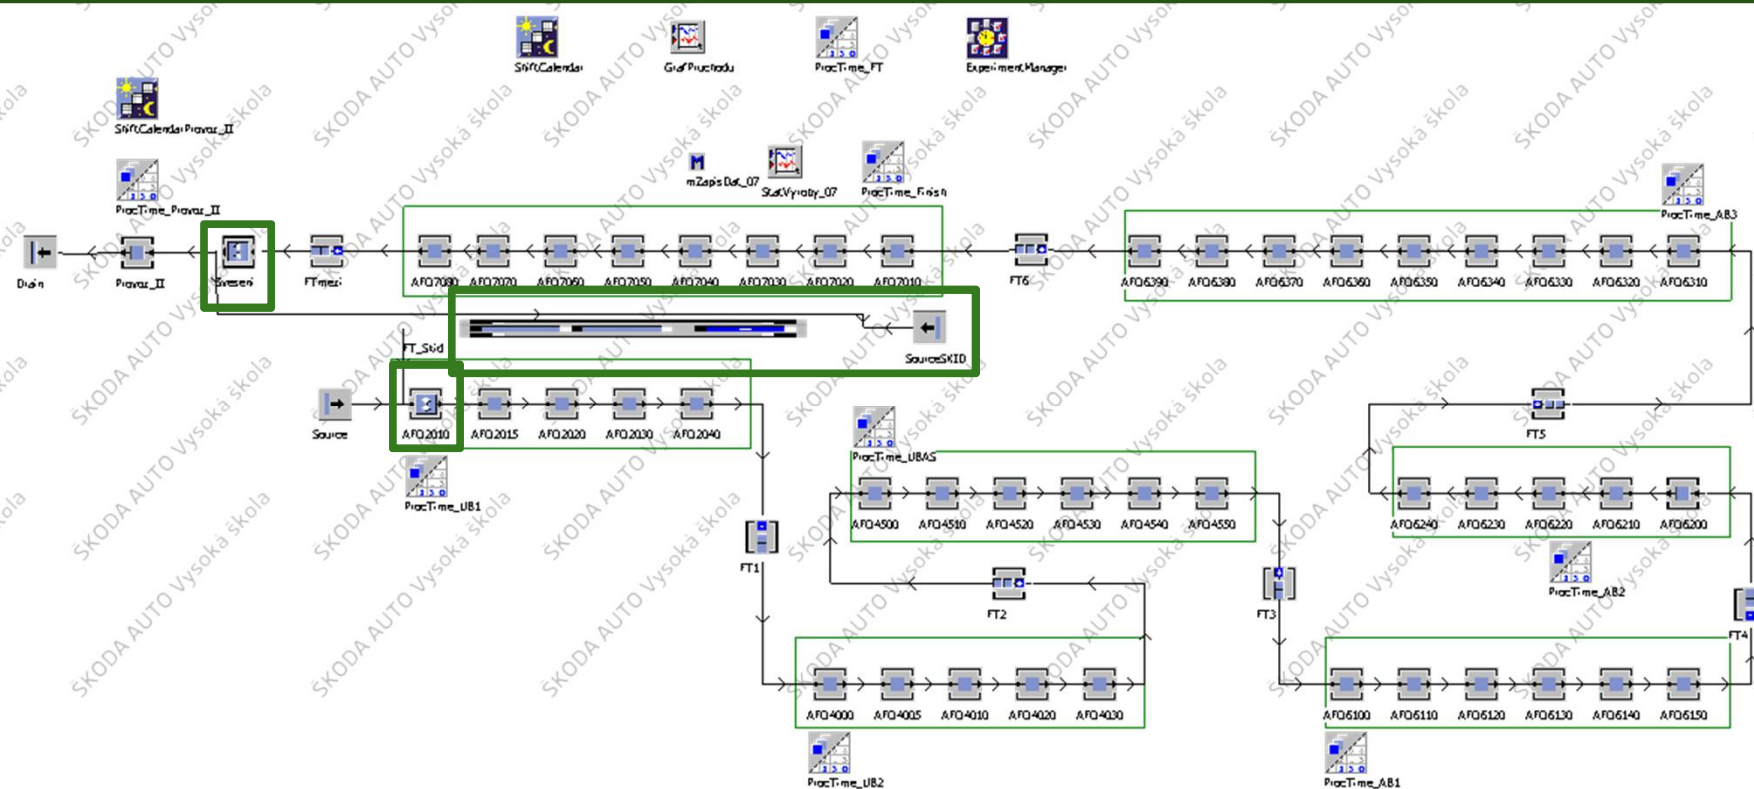 ShiftCalendar
GrafPruchodu
ProcTime_FT
ExperimentManager
ShiftCalendarProvoz_II
mZapisDat_07
StatVyroby_07
ProcTime_Finish
ProcTime_Provoz_II
ProcTime_AB3
Drain
Provoz_II
Sveseni
FTmezi
AFO7080
AFO7070
AFO7060
AFO7050
AFO7040
AFO7030
AFO7020
AFO7010
FT6
AFO6390
AFO6380
AFO6370
AFO6360
AFO6350
AFO6340
AFO6330
AFO6320
AFO6310
FT_Skid
SourceSKID
Source
AFO2010
AFO2015
AFO2020
AFO2030
AFO2040
FT5
ProcTime_UBAS
ProcTime_UB1
AFO4500
AFO4510
AFO4520
AFO4530
AFO4540
AFO4550
AFO6240
AFO6230
AFO6220
AFO6210
AFO6200
FT1
FT2
FT3
ProcTime_AB2
FT4
AFO4000
AFO4005
AFO4010
AFO4020
AFO4030
AFO6100
AFO6110
AFO6120
AFO6130
AFO6140
AFO6150
ProcTime_UB2
ProcTime_AB1
ŠKODA AUTO Vysoká škola